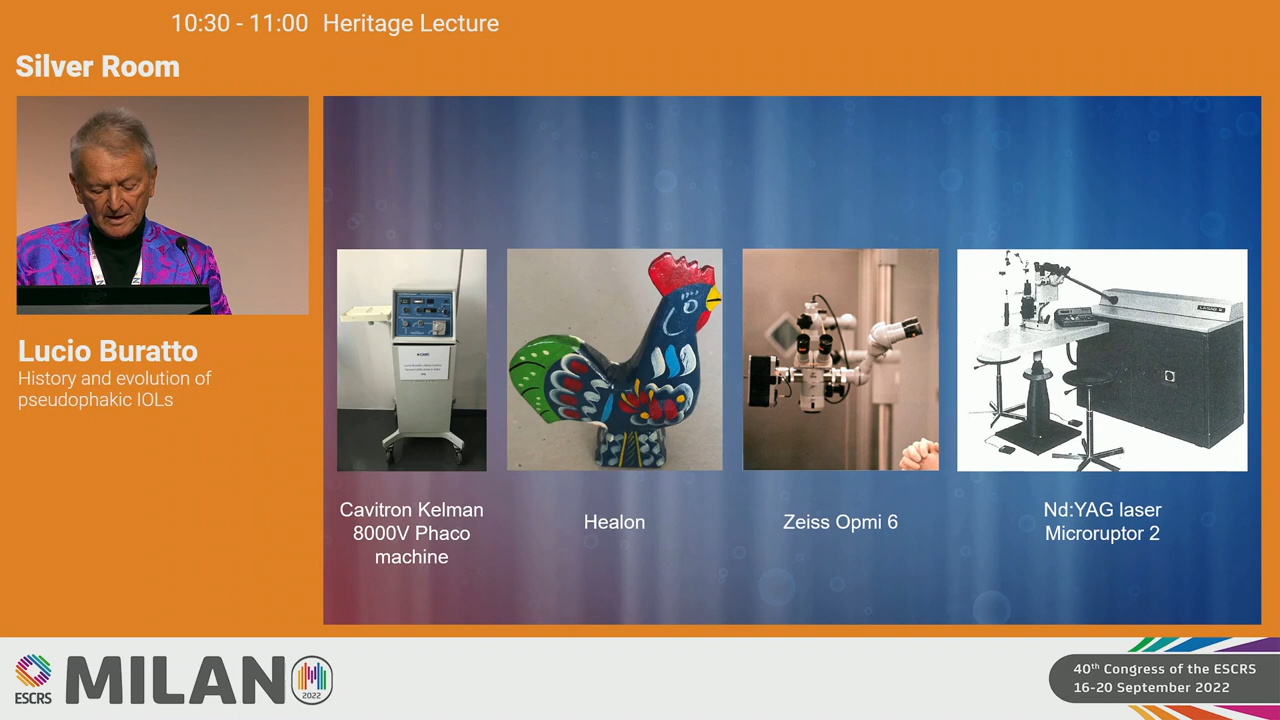 10:30 - 11:00 Heritage Lecture
Silver Room
Lucio Buratto
History and evolution of
pseudophakic IOLs
Cavitron Kelman
8000V Phaco
machine
Healon
Zeiss Opmi 6
Nd:YAG laser
Microruptor 2
ESCRS
MILANO
2022
40th Congress of the ESCRS
16-20 September 2022